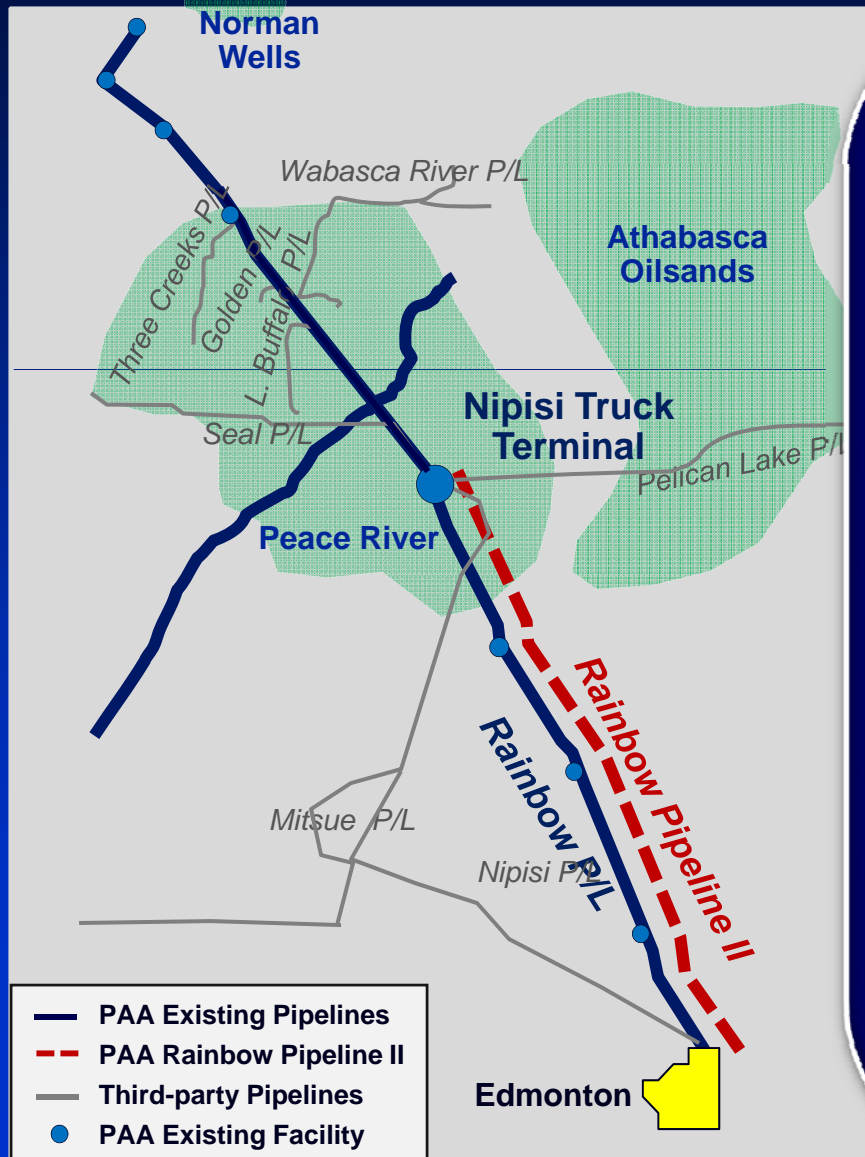 Norman
Wells
Wabasca River P/L
Athabasca
Oilsands
Three Creeks P/L
Golden P/L
L. Buffalo P/L
Nipisi Truck
Terminal
Seal P/L
Pelican Lake P/L
Peace River
Rainbow Pipeline II
Rainbow P/L
Mitsue P/L
Nipisi P/L
PAA Existing Pipelines
PAA Rainbow Pipeline II
Third-party Pipelines
PAA Existing Facility
Edmonton